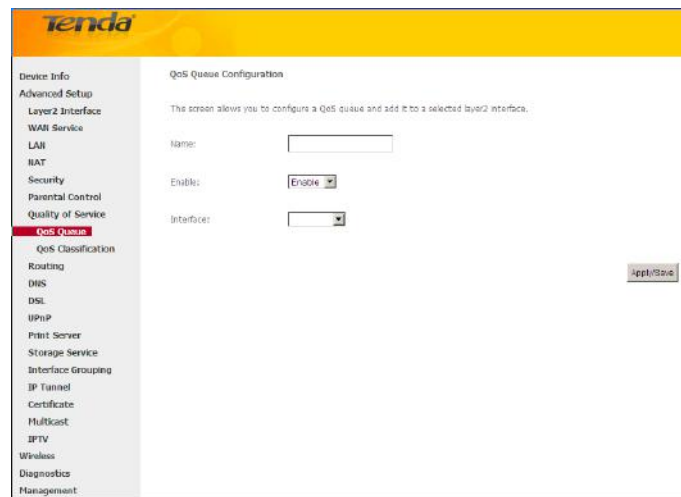 Tenda
Device Info
Advanced Setup
Layer2 Interface
WAN Service
LAN
NAT
Security
Parental Control
Quality of Service
QoS Queue
QoS Classification
Routing
DNS
DSL
UPnP
Print Server
Storage Service
Interface Grouping
IP Tunnel
Certificate
Multicast
IPTV
Wireless
Diagnostics
Management
QoS Queue Configuration
The screen allows you to configure a QoS queue and add it to a selected layer2 interface.
Name:
Enable: Enable
Interface:
Apply/Save